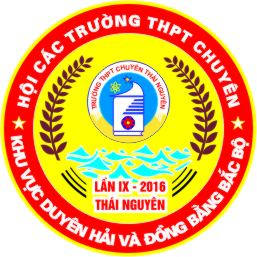 HỘI CÁC TRƯỜNG THPT CHUYÊN
TRƯỜNG THPT CHUYÊN THÁI NGUYÊN
LẦN IX - 2016
THÁI NGUYÊN
KHU VỰC DUYÊN HẢI VÀ ĐỒNG BẰNG BẮC BỘ